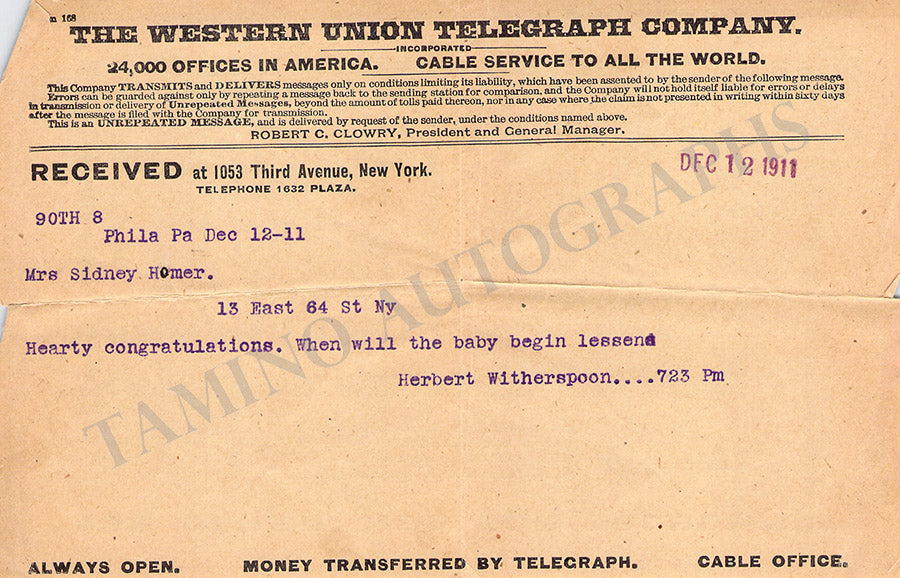 m 168
THE WESTERN UNION TELEGRAPH COMPANY.
INCORPORATED
24,000 OFFICES IN AMERICA. CABLE SERVICE TO ALL THE WORLD.
This Company TRANSMITS and DELIVERS messages only on conditions limiting its liability, which have been assented to by the sender of the following message.
Errors can be guarded against only by repeating a message back to the sending station for comparison, and the Company will not hold itself liable for errors or delays
in transmission or delivery of Unrepeated Messages, beyond the amount of tolls paid thereon, nor in any case where the claim is not presented in writing within sixty days
after the message is filed with the Company for transmission.
This is an UNREPEATED MESSAGE, and is delivered by request of the sender, under the conditions named above.
ROBERT C. CLOWRY, President and General Manager.
RECEIVED at 1053 Third Avenue, New York.
TELEPHONE 1632 PLAZA.
DEC 12 1911
90TH 8
Phila Pa Dec 12-11
Mrs Sidney Homer.
13 East 64 St Ny
Hearty congratulations. When will the baby begin lessend
Herbert Witherspoon....723 Pm
TAMINO AUTOGRAPHS
ALWAYS OPEN. MONEY TRANSFERRED BY TELEGRAPH. CABLE OFFICE.